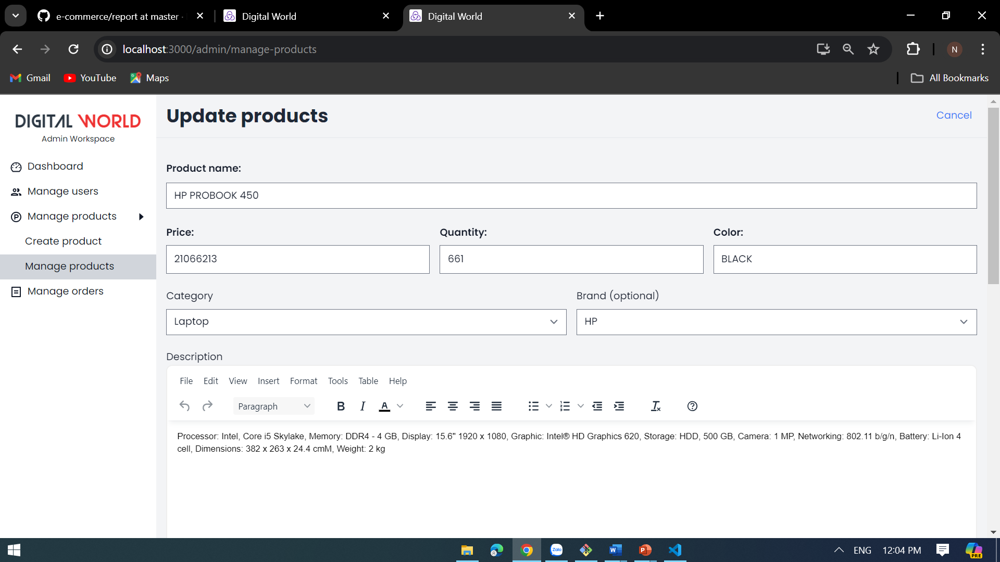 e-commerce/report at master ·
Digital World
Digital World
localhost:3000/admin/manage-products
N
Gmail
YouTube
Maps
All Bookmarks
DIGITAL WORLD
Admin Workspace
Dashboard
Manage users
Manage products
Create product
Manage products
Manage orders
Update products
Cancel
Product name:
HP PROBOOK 450
Price:
Quantity:
Color:
21066213
661
BLACK
Category
Brand (optional)
Laptop
HP
Description
File Edit View Insert Format Tools Table Help
Paragraph
Processor: Intel, Core i5 Skylake, Memory: DDR4 - 4 GB, Display: 15.6" 1920 x 1080, Graphic: Intel® HD Graphics 620, Storage: HDD, 500 GB, Camera: 1 MP, Networking: 802.11 b/g/n, Battery: Li-Ion 4
cell, Dimensions: 382 x 263 x 24.4 cmM, Weight: 2 kg
Zalo
ENG
12:04 PM
PRE